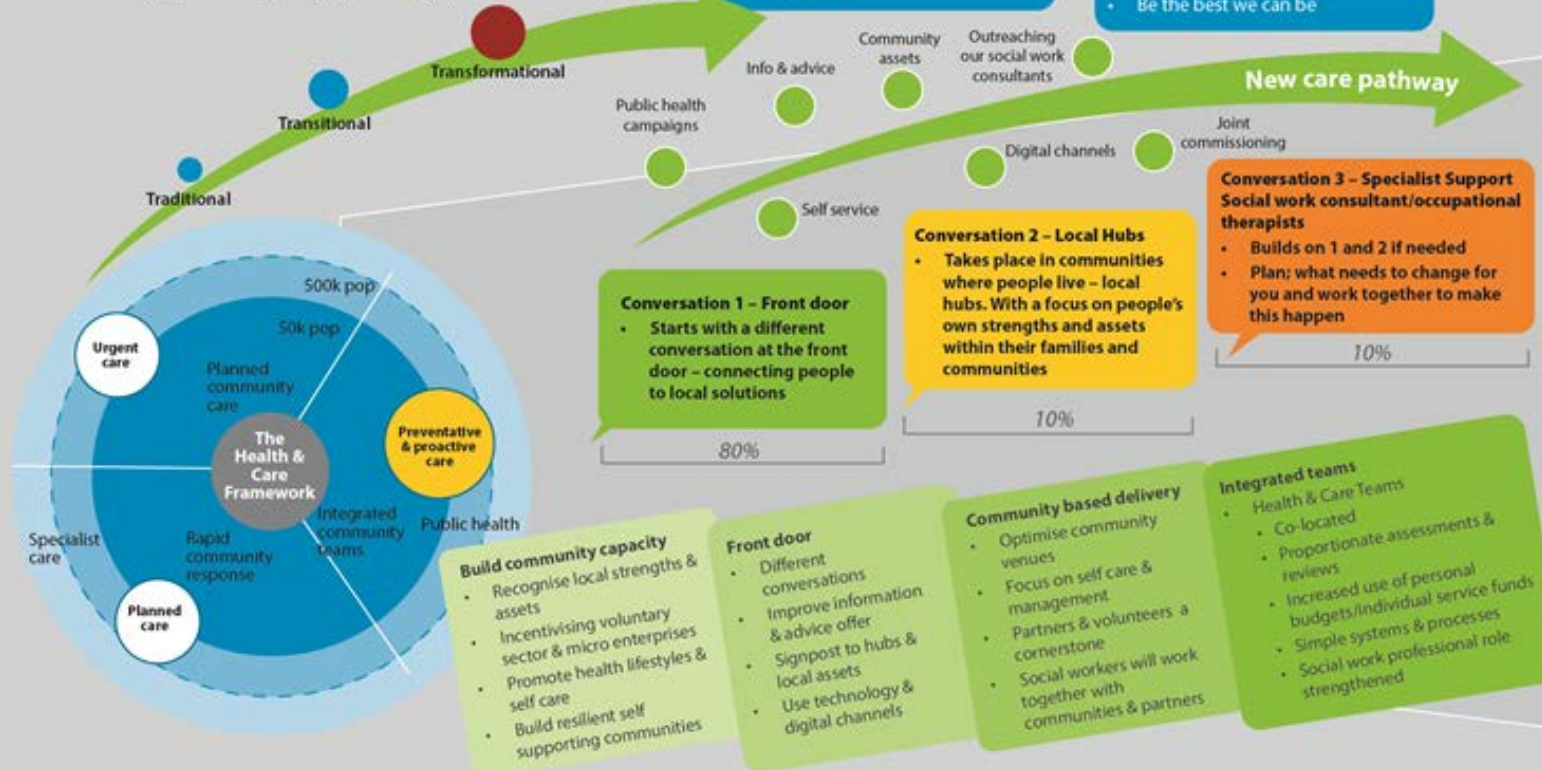 • Be the best we can be
Transformational
Transitional
Traditional
Public health
campaigns
Info & advice
Community
assets
Outreaching
our social work
consultants
New care pathway
Self service
Digital channels
Joint
commissioning
500k pop
50k pop
Urgent
care
Planned
community
care
The
Health &
Care
Framework
Preventative
& proactive
care
Specialist
care
Rapid
community
response
Integrated
community
teams
Public health
Planned
care
Conversation 1 – Front door
• Starts with a different
conversation at the front
door – connecting people
to local solutions
80%
Conversation 2 – Local Hubs
• Takes place in communities
where people live – local
hubs. With a focus on people's
own strengths and assets
within their families and
communities
10%
Conversation 3 – Specialist Support
Social work consultant/occupational
therapists
• Builds on 1 and 2 if needed
• Plan; what needs to change for
you and work together to make
this happen
10%
Build community capacity
• Recognise local strengths &
assets
• Incentivising voluntary
sector & micro enterprises
• Promote health lifestyles &
self care
• Build resilient self
supporting communities
Front door
• Different
conversations
• Improve information
& advice offer
• Signpost to hubs &
local assets
• Use technology &
digital channels
Community based delivery
• Optimise community
venues
• Focus on self care &
management
• Partners & volunteers a
cornerstone
• Social workers will work
together with
communities & partners
Integrated teams
• Health & Care Teams
• Co-located
• Proportionate assessments &
reviews
• Increased use of personal
budgets/individual service funds
• Simple systems & processes
• Social work professional role
strengthened